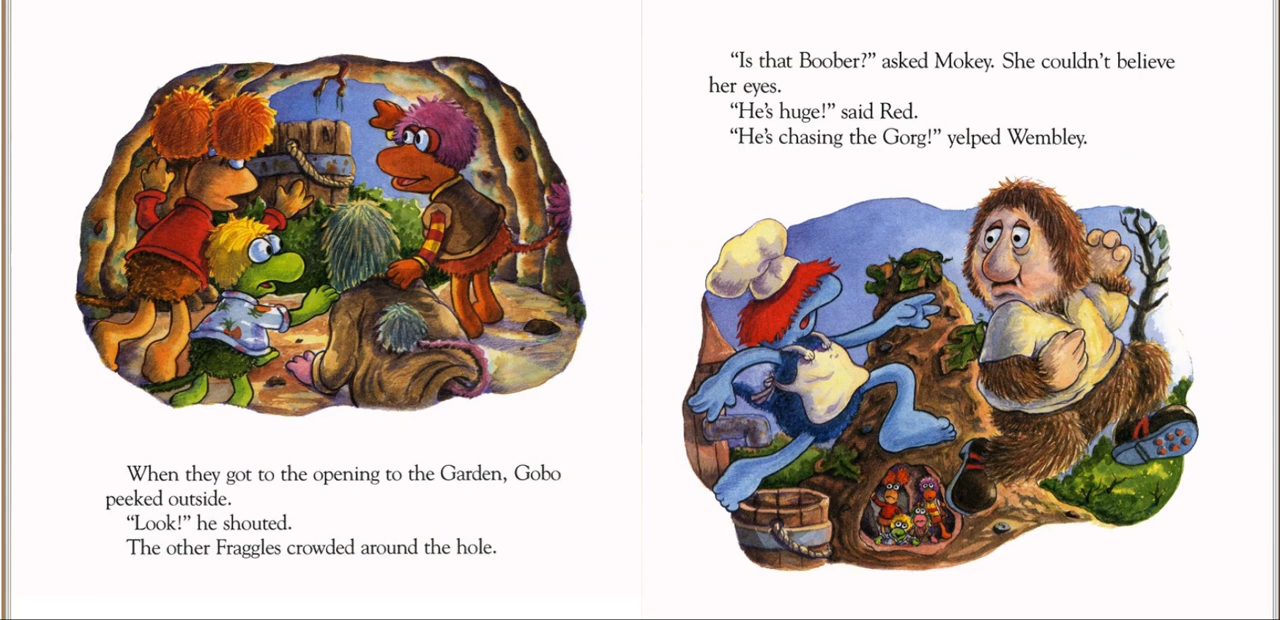 When they got to the opening to the Garden, Gobo
peeked outside.
“Look!” he shouted.
The other Fraggles crowded around the hole.
“Is that Boober?” asked Mokey. She couldn’t believe
her eyes.
“He’s huge!” said Red.
“He’s chasing the Gorg!” yelped Wembley.